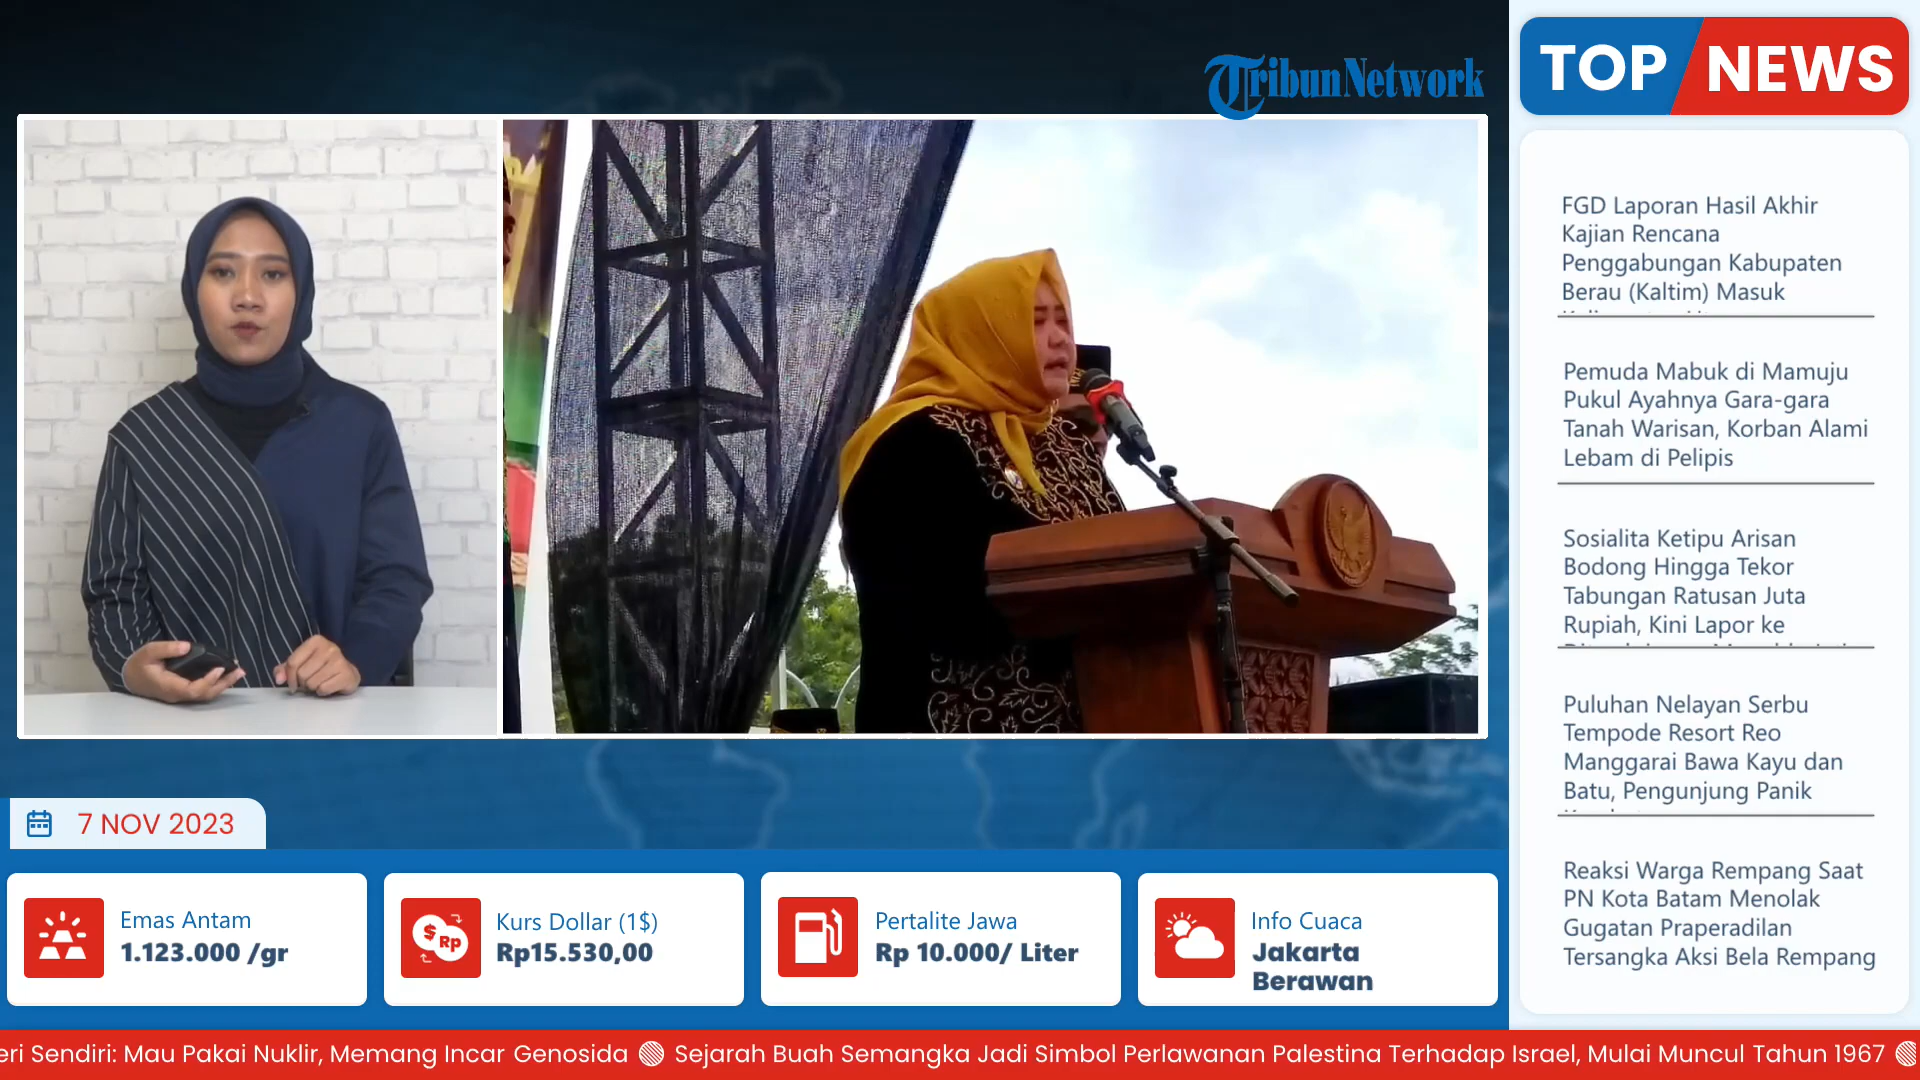 TribunNetwork
TOP NEWS
FGD Laporan Hasil Akhir
Kajian Rencana
Penggabungan Kabupaten
Berau (Kaltim) Masuk
Pemuda Mabuk di Mamuju
Pukul Ayahnya Gara-gara
Tanah Warisan, Korban Alami
Lebam di Pelipis
Sosialita Ketipu Arisan
Bodong Hingga Tekor
Tabungan Ratusan Juta
Rupiah, Kini Lapor ke
Puluhan Nelayan Serbu
Tempode Resort Reo
Manggarai Bawa Kayu dan
Batu, Pengunjung Panik
Reaksi Warga Rempang Saat
PN Kota Batam Menolak
Gugatan Praperadilan
Tersangka Aksi Bela Rempang
7 NOV 2023
Emas Antam
1.123.000 /gr
Kurs Dollar (1$)
Rp15.530,00
Pertalite Jawa
Rp 10.000/ Liter
Info Cuaca
Jakarta
Berawan
$ Rp
eri Sendiri: Mau Pakai Nuklir, Memang Incar Genosida Sejarah Buah Semangka Jadi Simbol Perlawanan Palestina Terhadap Israel, Mulai Muncul Tahun 1967